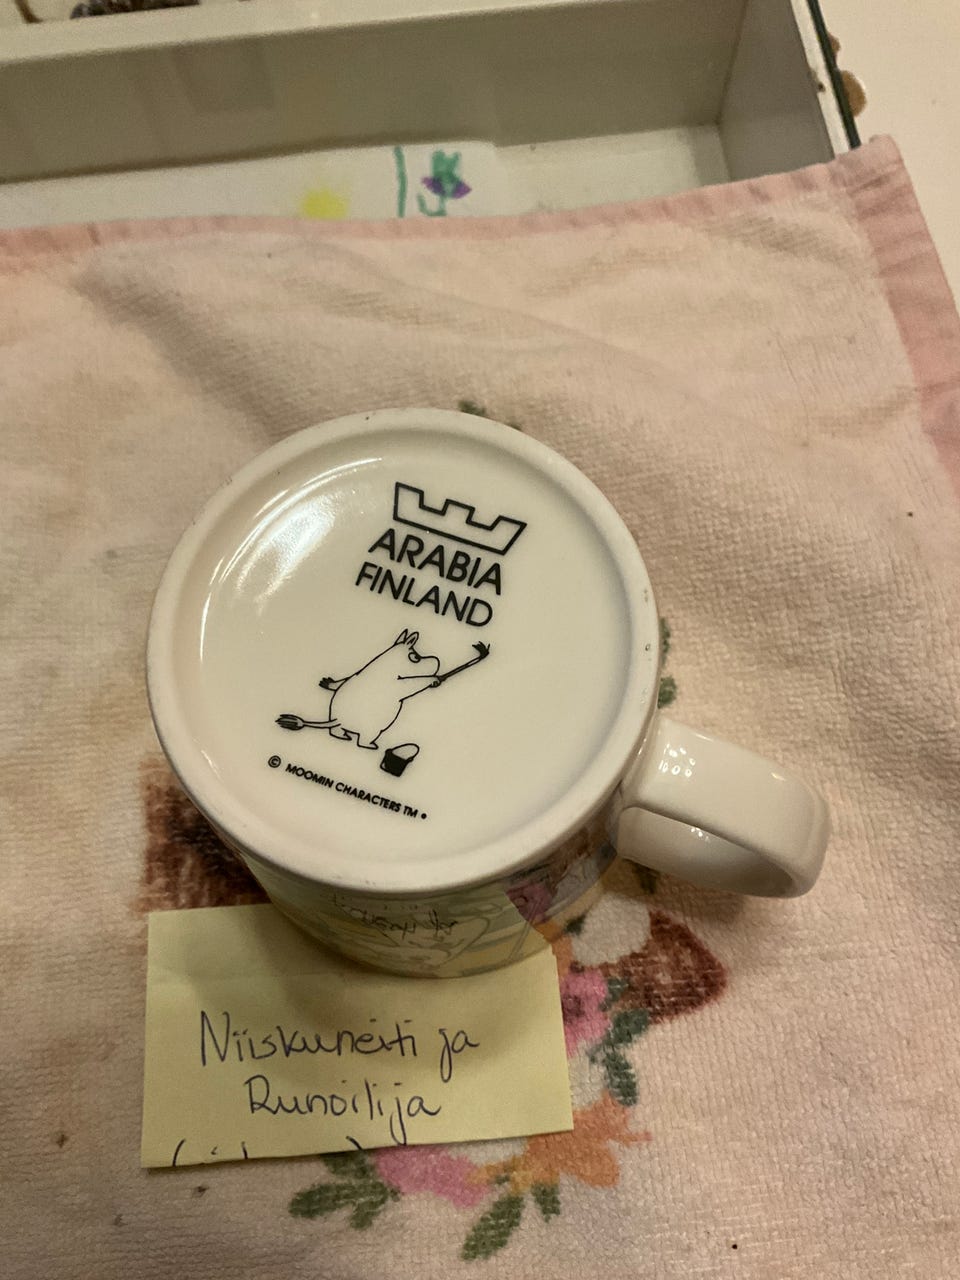 ARABIA
FINLAND
© MOOMIN CHARACTERS TM •
Niiskuneiti ja
Runoilija